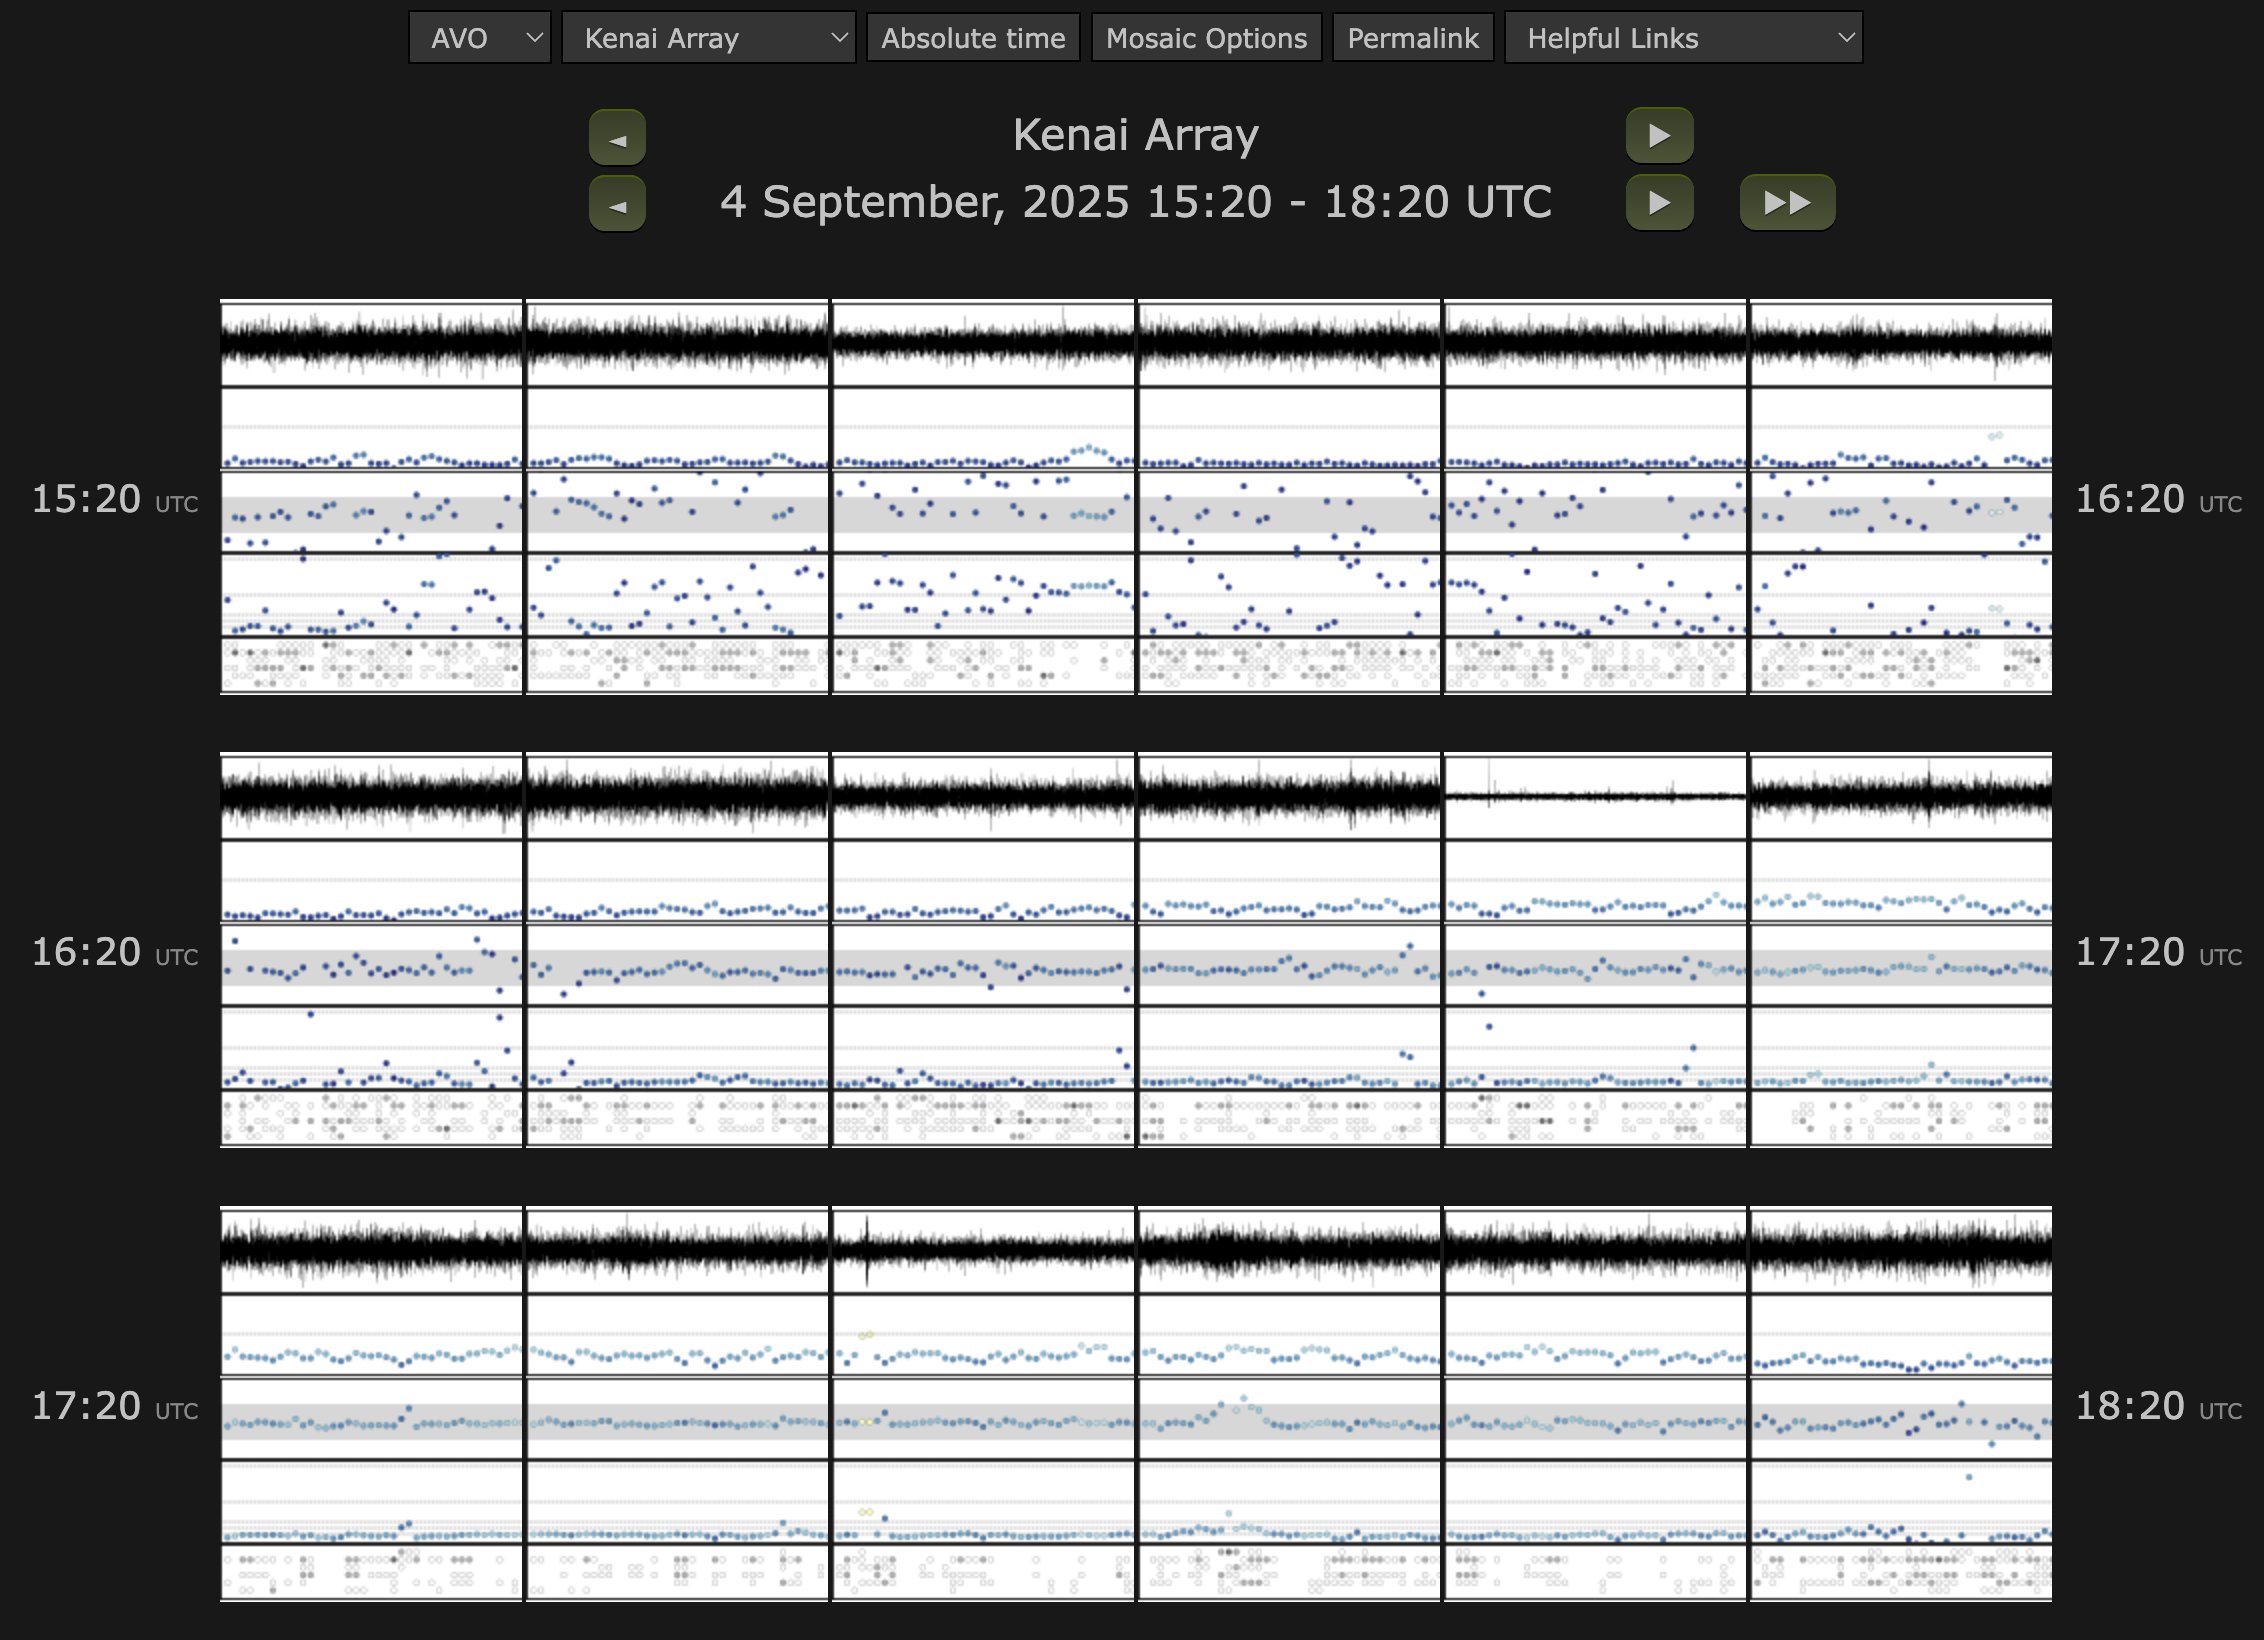 AVO Kenai Array Absolute time Mosaic Options Permalink Helpful Links
Kenai Array
4 September, 2025 15:20 - 18:20 UTC
15:20 UTC 16:20 UTC
16:20 UTC 17:20 UTC
17:20 UTC 18:20 UTC